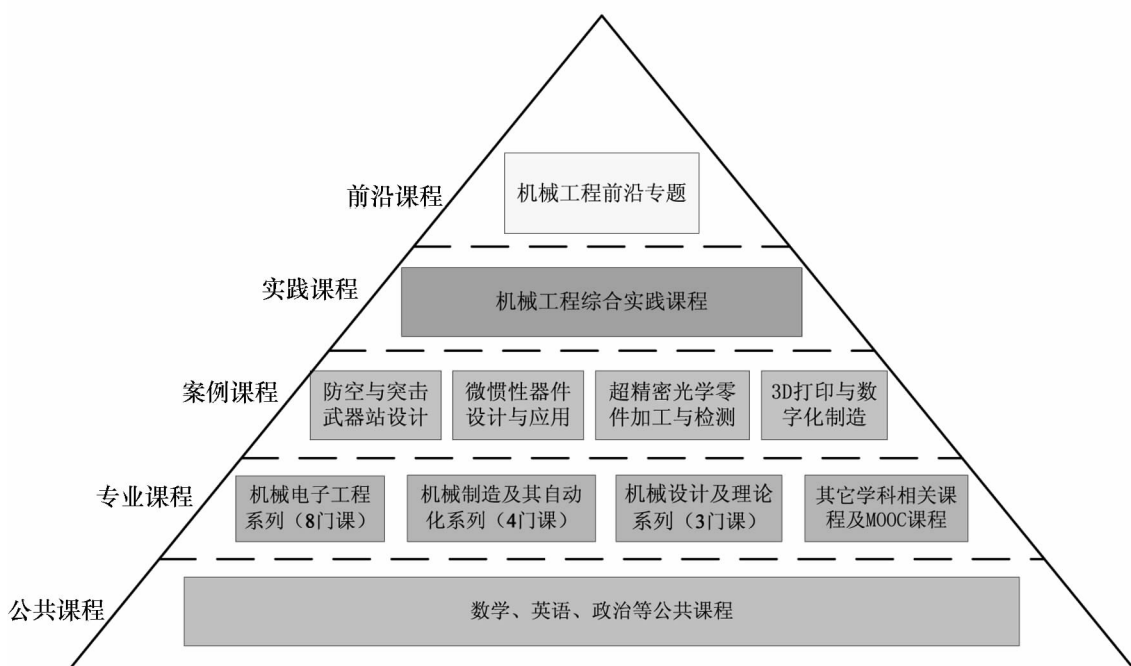 前沿课程
机械工程前沿专题
实践课程
机械工程综合实践课程
案例课程
防空与突击
武器站设计
微惯性器件
设计与应用
超精密光学零
件加工与检测
3D打印与数
字化制造
专业课程
机械电子工程
系列（8门课）
机械制造及其自动
化系列（4门课）
机械设计及理论
系列（3门课）
其它学科相关课
程及MOOC课程
公共课程
数学、英语、政治等公共课程